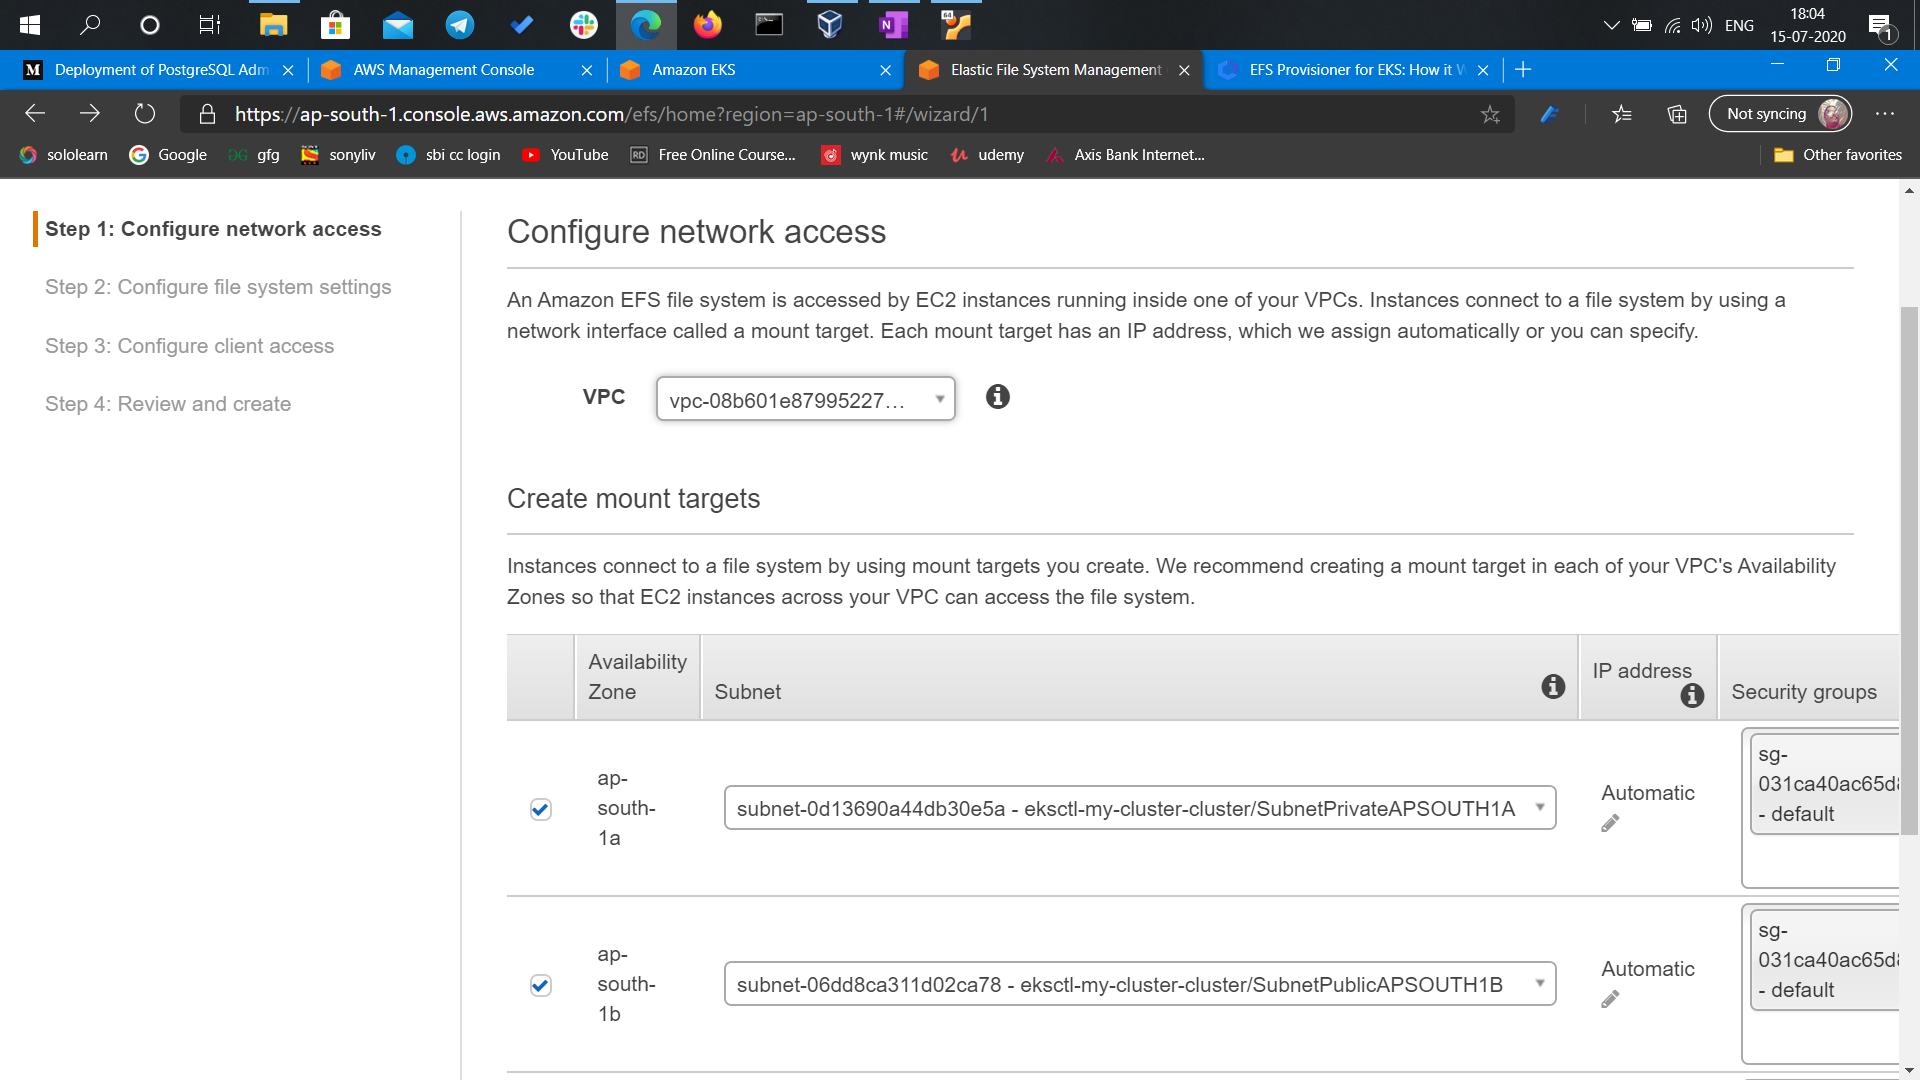 64
ENG
18:04
15-07-2020
1
M Deployment of PostgreSQL Adm
AWS Management Console
Amazon EKS
Elastic File System Management
EFS Provisioner for EKS: How it W
https://ap-south-1.console.aws.amazon.com/efs/home?region=ap-south-1#/wizard/1
Not syncing
sololearn
Google
gfg
sonyliv
sbi cc login
YouTube
RD Free Online Course...
wynk music
udemy
Axis Bank Internet...
Other favorites
Step 1: Configure network access
Step 2: Configure file system settings
Step 3: Configure client access
Step 4: Review and create
Configure network access
An Amazon EFS file system is accessed by EC2 instances running inside one of your VPCs. Instances connect to a file system by using a
network interface called a mount target. Each mount target has an IP address, which we assign automatically or you can specify.
VPC
vpc-08b601e87995227...
Create mount targets
Instances connect to a file system by using mount targets you create. We recommend creating a mount target in each of your VPC's Availability
Zones so that EC2 instances across your VPC can access the file system.
Availability
Zone
Subnet
IP address
Security groups
ap-
south-
1a
subnet-0d13690a44db30e5a - eksctl-my-cluster-cluster/SubnetPrivateAPSOUTH1A
Automatic
sg-
031ca40ac65d
- default
ap-
south-
1b
subnet-06dd8ca311d02ca78 - eksctl-my-cluster-cluster/SubnetPublicAPSOUTH1B
Automatic
sg-
031ca40ac65d
- default